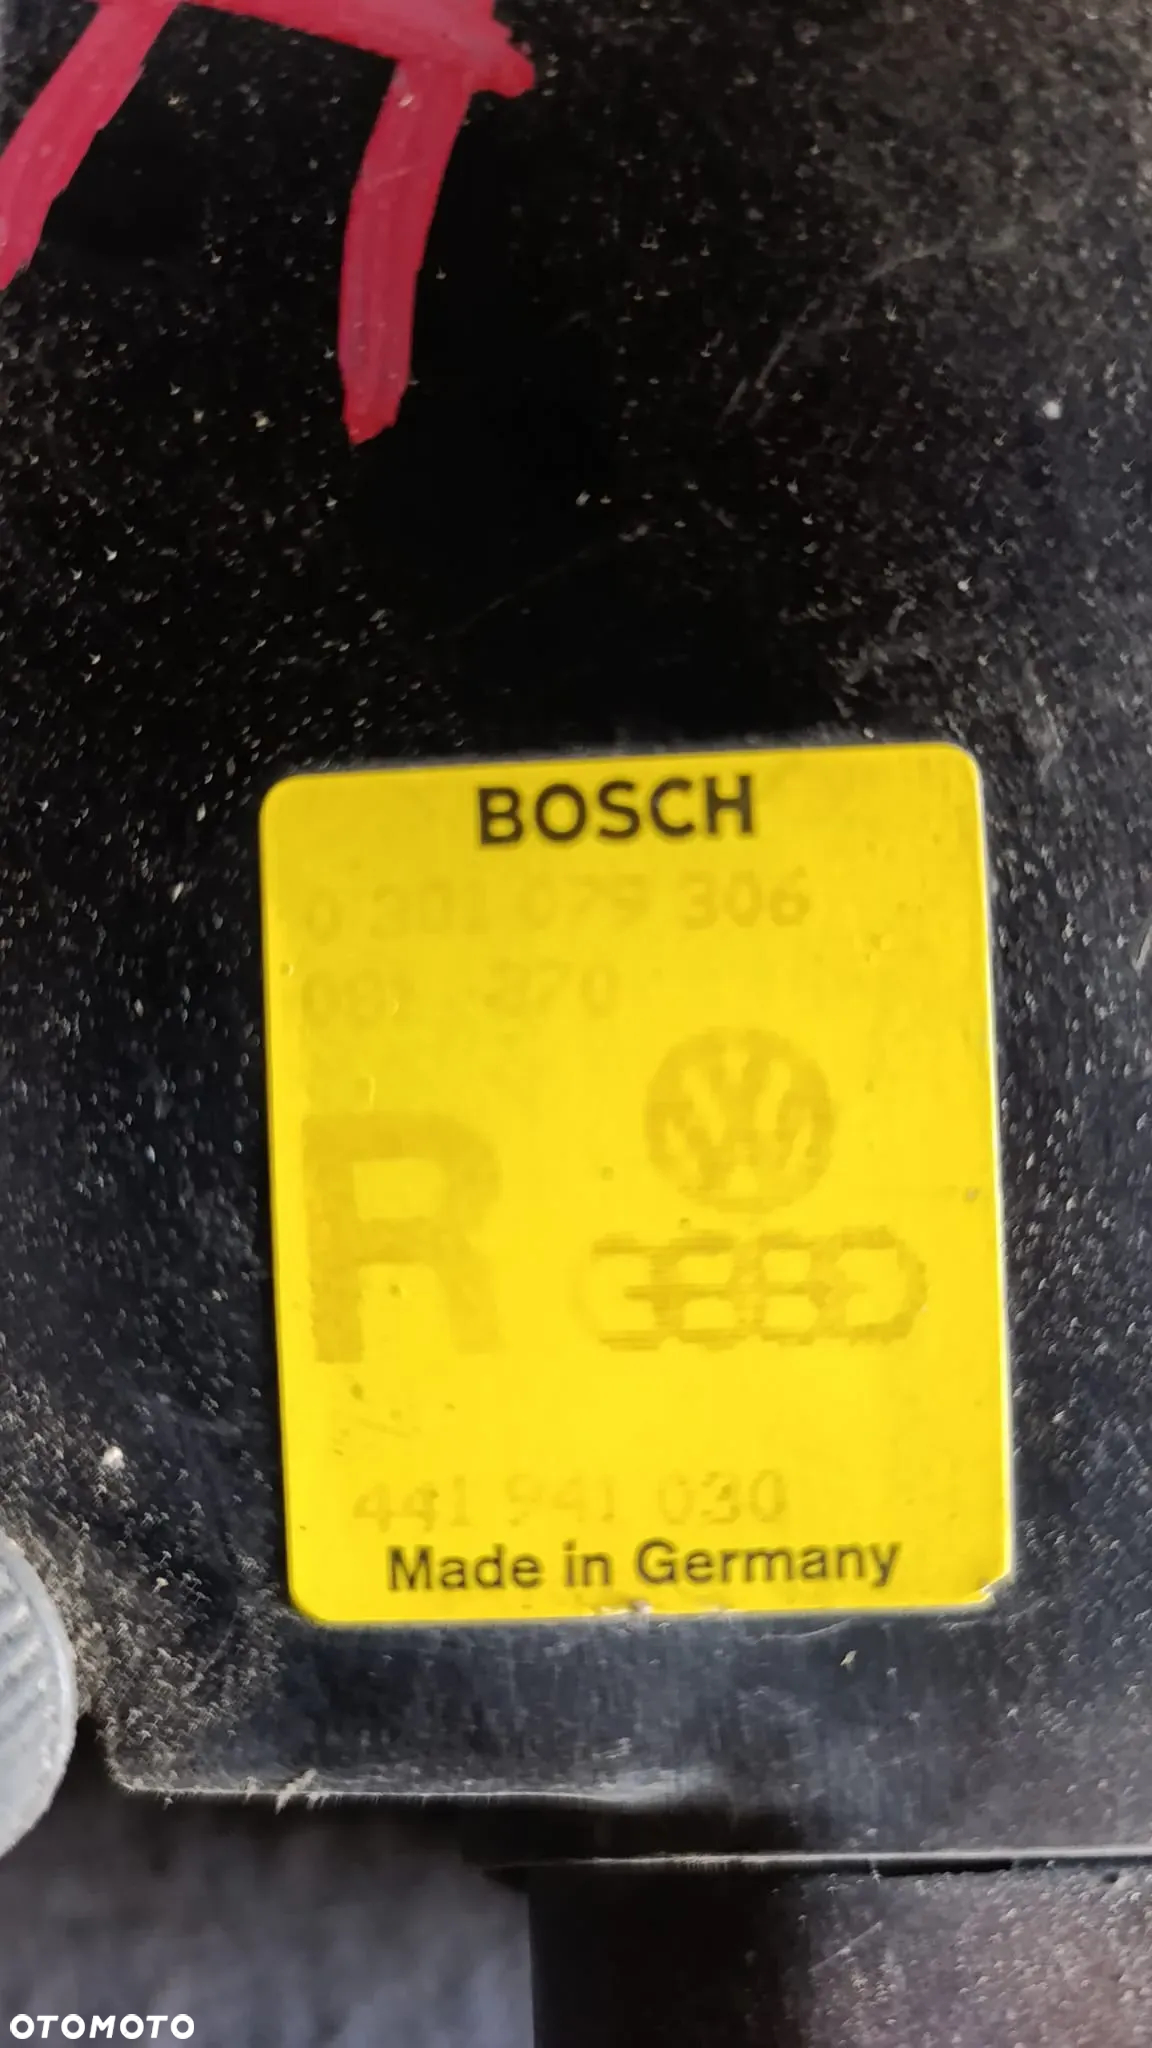 BOSCH
0 301 079 306
R
441 941 030
Made in Germany
OTOMOTO